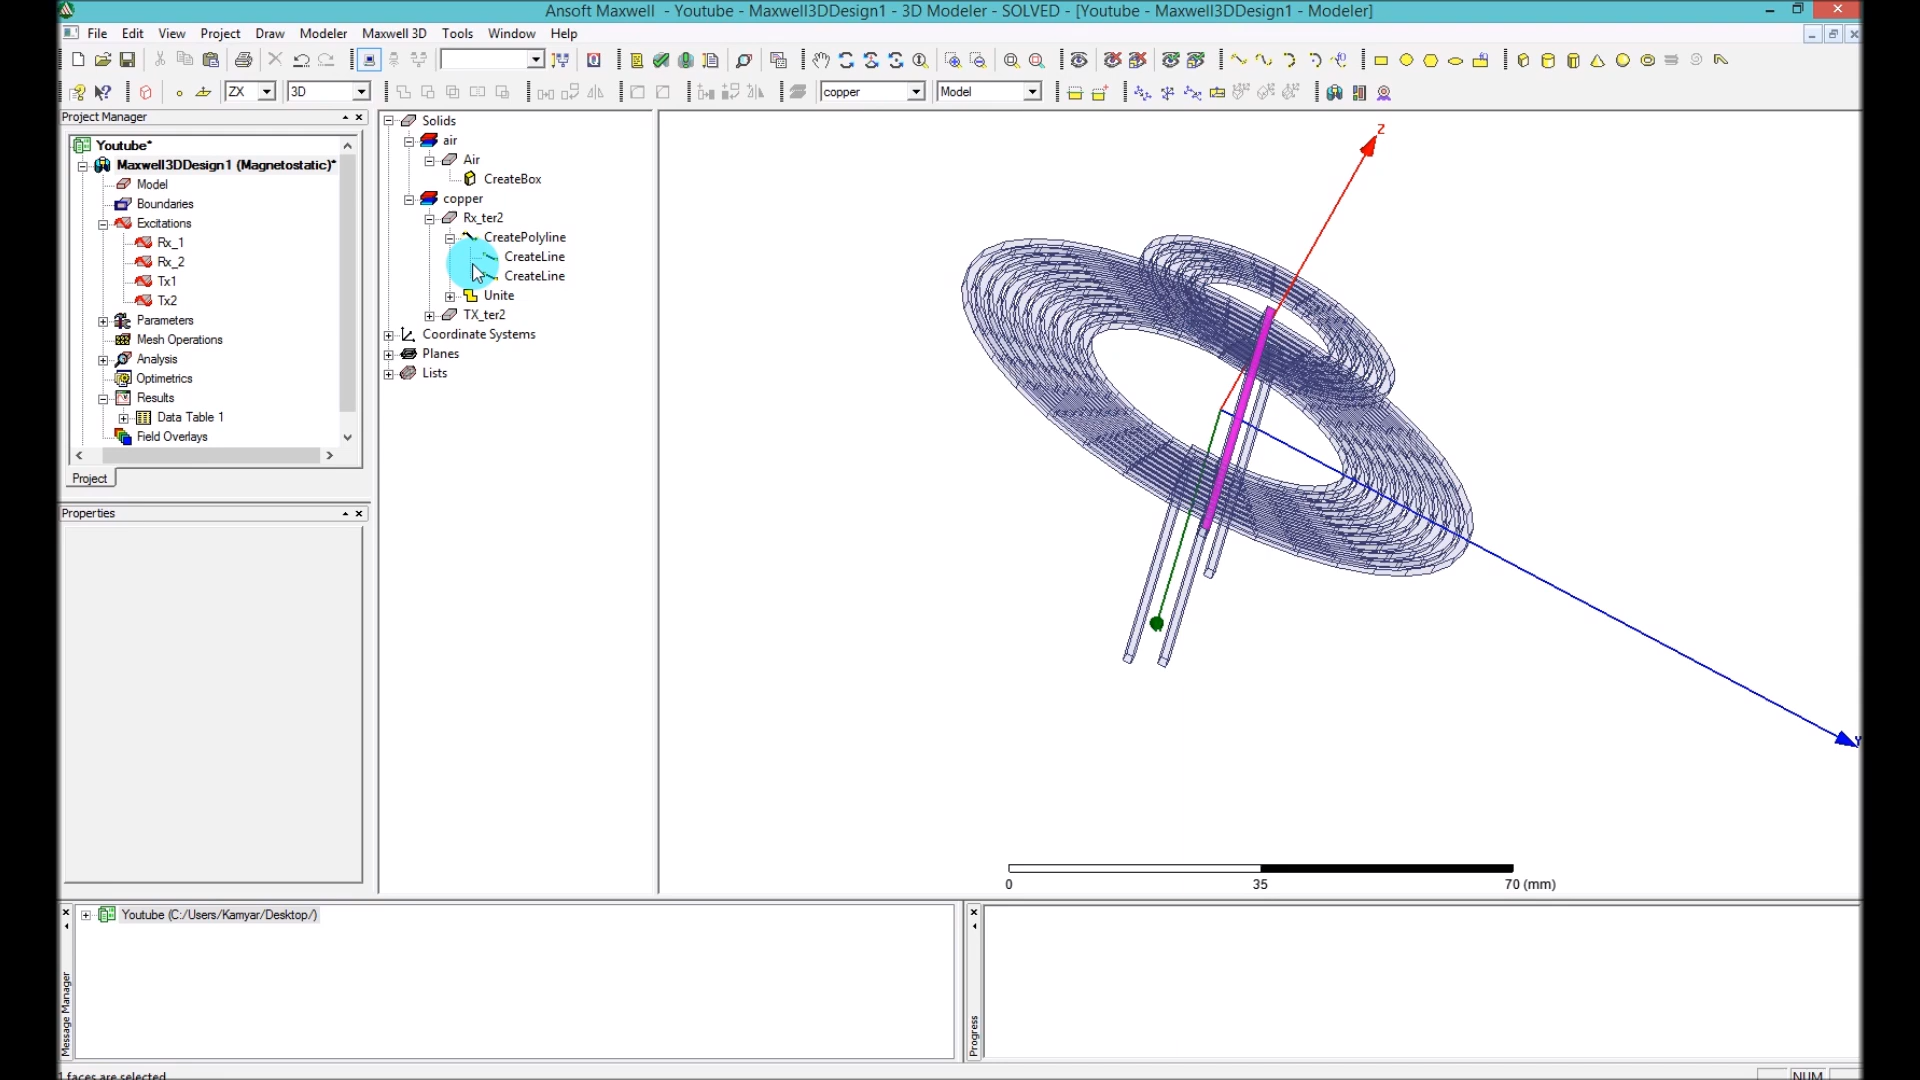 Ansoft Maxwell - Youtube - Maxwell3DDesign1 - 3D Modeler - SOLVED - [Youtube - Maxwell3DDesign1 - Modeler]
File Edit View Project Draw Modeler Maxwell 3D Tools Window Help
ZX 3D copper Model
Project Manager
Youtube*
Maxwell3DDesign1 (Magnetostatic)*
Model
Boundaries
Excitations
Rx_1
Rx_2
Tx1
Tx2
Parameters
Mesh Operations
Analysis
Optimetrics
Results
Data Table 1
Field Overlays
Project
Properties
Solids
air
Air
CreateBox
copper
Rx_ter2
CreatePolyline
CreateLine
CreateLine
Unite
TX_ter2
Coordinate Systems
Planes
Lists
Z
Y
0 35 70 (mm)
Youtube (C:/Users/Kamyar/Desktop/)
Message Manager
Progress
1 faces are selected
NUM